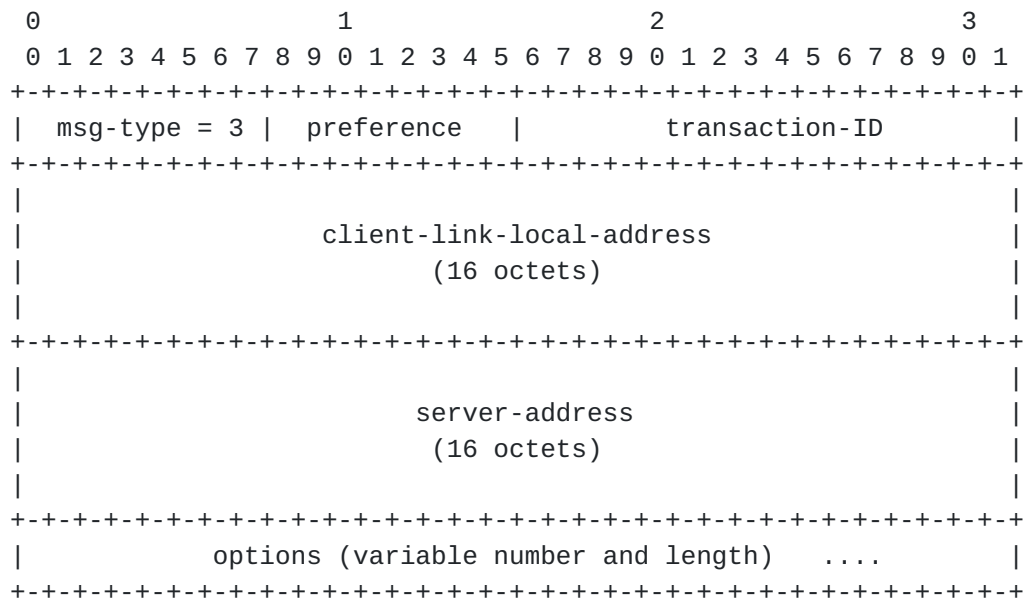 0                   1                   2                   3
 0 1 2 3 4 5 6 7 8 9 0 1 2 3 4 5 6 7 8 9 0 1 2 3 4 5 6 7 8 9 0 1
+-+-+-+-+-+-+-+-+-+-+-+-+-+-+-+-+-+-+-+-+-+-+-+-+-+-+-+-+-+-+-+-+
|  msg-type = 3 |  preference   |         transaction-ID        |
+-+-+-+-+-+-+-+-+-+-+-+-+-+-+-+-+-+-+-+-+-+-+-+-+-+-+-+-+-+-+-+-+
|                                                               |
|                   client-link-local-address                   |
|                          (16 octets)                          |
|                                                               |
+-+-+-+-+-+-+-+-+-+-+-+-+-+-+-+-+-+-+-+-+-+-+-+-+-+-+-+-+-+-+-+-+
|                                                               |
|                         server-address                        |
|                          (16 octets)                          |
|                                                               |
+-+-+-+-+-+-+-+-+-+-+-+-+-+-+-+-+-+-+-+-+-+-+-+-+-+-+-+-+-+-+-+-+
|            options (variable number and length)   ....        |
+-+-+-+-+-+-+-+-+-+-+-+-+-+-+-+-+-+-+-+-+-+-+-+-+-+-+-+-+-+-+-+-+